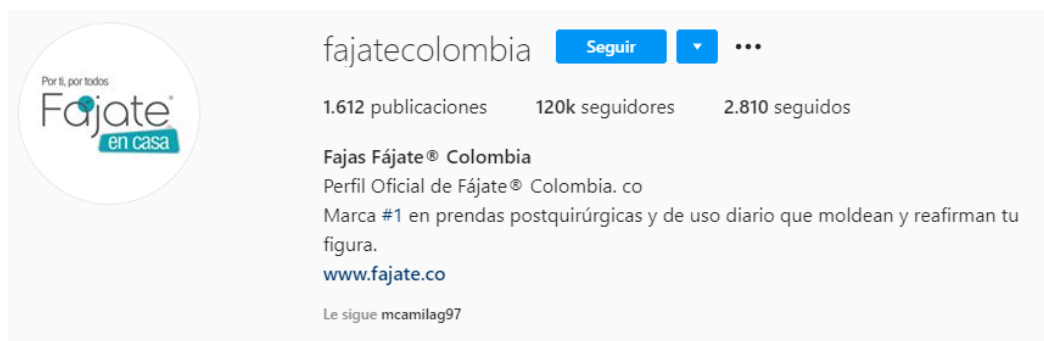 Por ti, por todos
Fajate®
en casa
fajatecolombia Seguir
1.612 publicaciones 120k seguidores 2.810 seguidos
Fajas Fájate® Colombia
Perfil Oficial de Fájate® Colombia. co
Marca #1 en prendas postquirúrgicas y de uso diario que moldean y reafirman tu
figura.
www.fajate.co
Le sigue mcamilag97